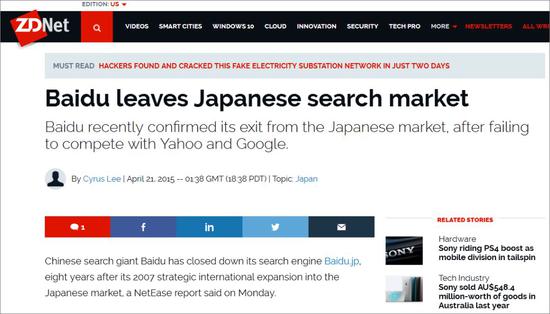 EDITION: US
ZDNet
VIDEOS SMART CITIES WINDOWS 10 CLOUD INNOVATION SECURITY TECH PRO MORE NEWSLETTERS ALL WRI
MUST READ HACKERS FOUND AND CRACKED THIS FAKE ELECTRICITY SUBSTATION NETWORK IN JUST TWO DAYS
Baidu leaves Japanese search market
Baidu recently confirmed its exit from the Japanese market, after failing
to compete with Yahoo and Google.
By Cyrus Lee | April 21, 2015 -- 01:38 GMT (18:38 PDT) | Topic: Japan
1
f
in
Chinese search giant Baidu has closed down its search engine Baidu.jp,
eight years after its 2007 strategic international expansion into the
Japanese market, a NetEase report said on Monday.
RELATED STORIES
SONY
Hardware
Sony riding PS4 boost as
mobile division in tailspin
Tech Industry
Sony sold AU$548.4
million-worth of goods in
Australia last year